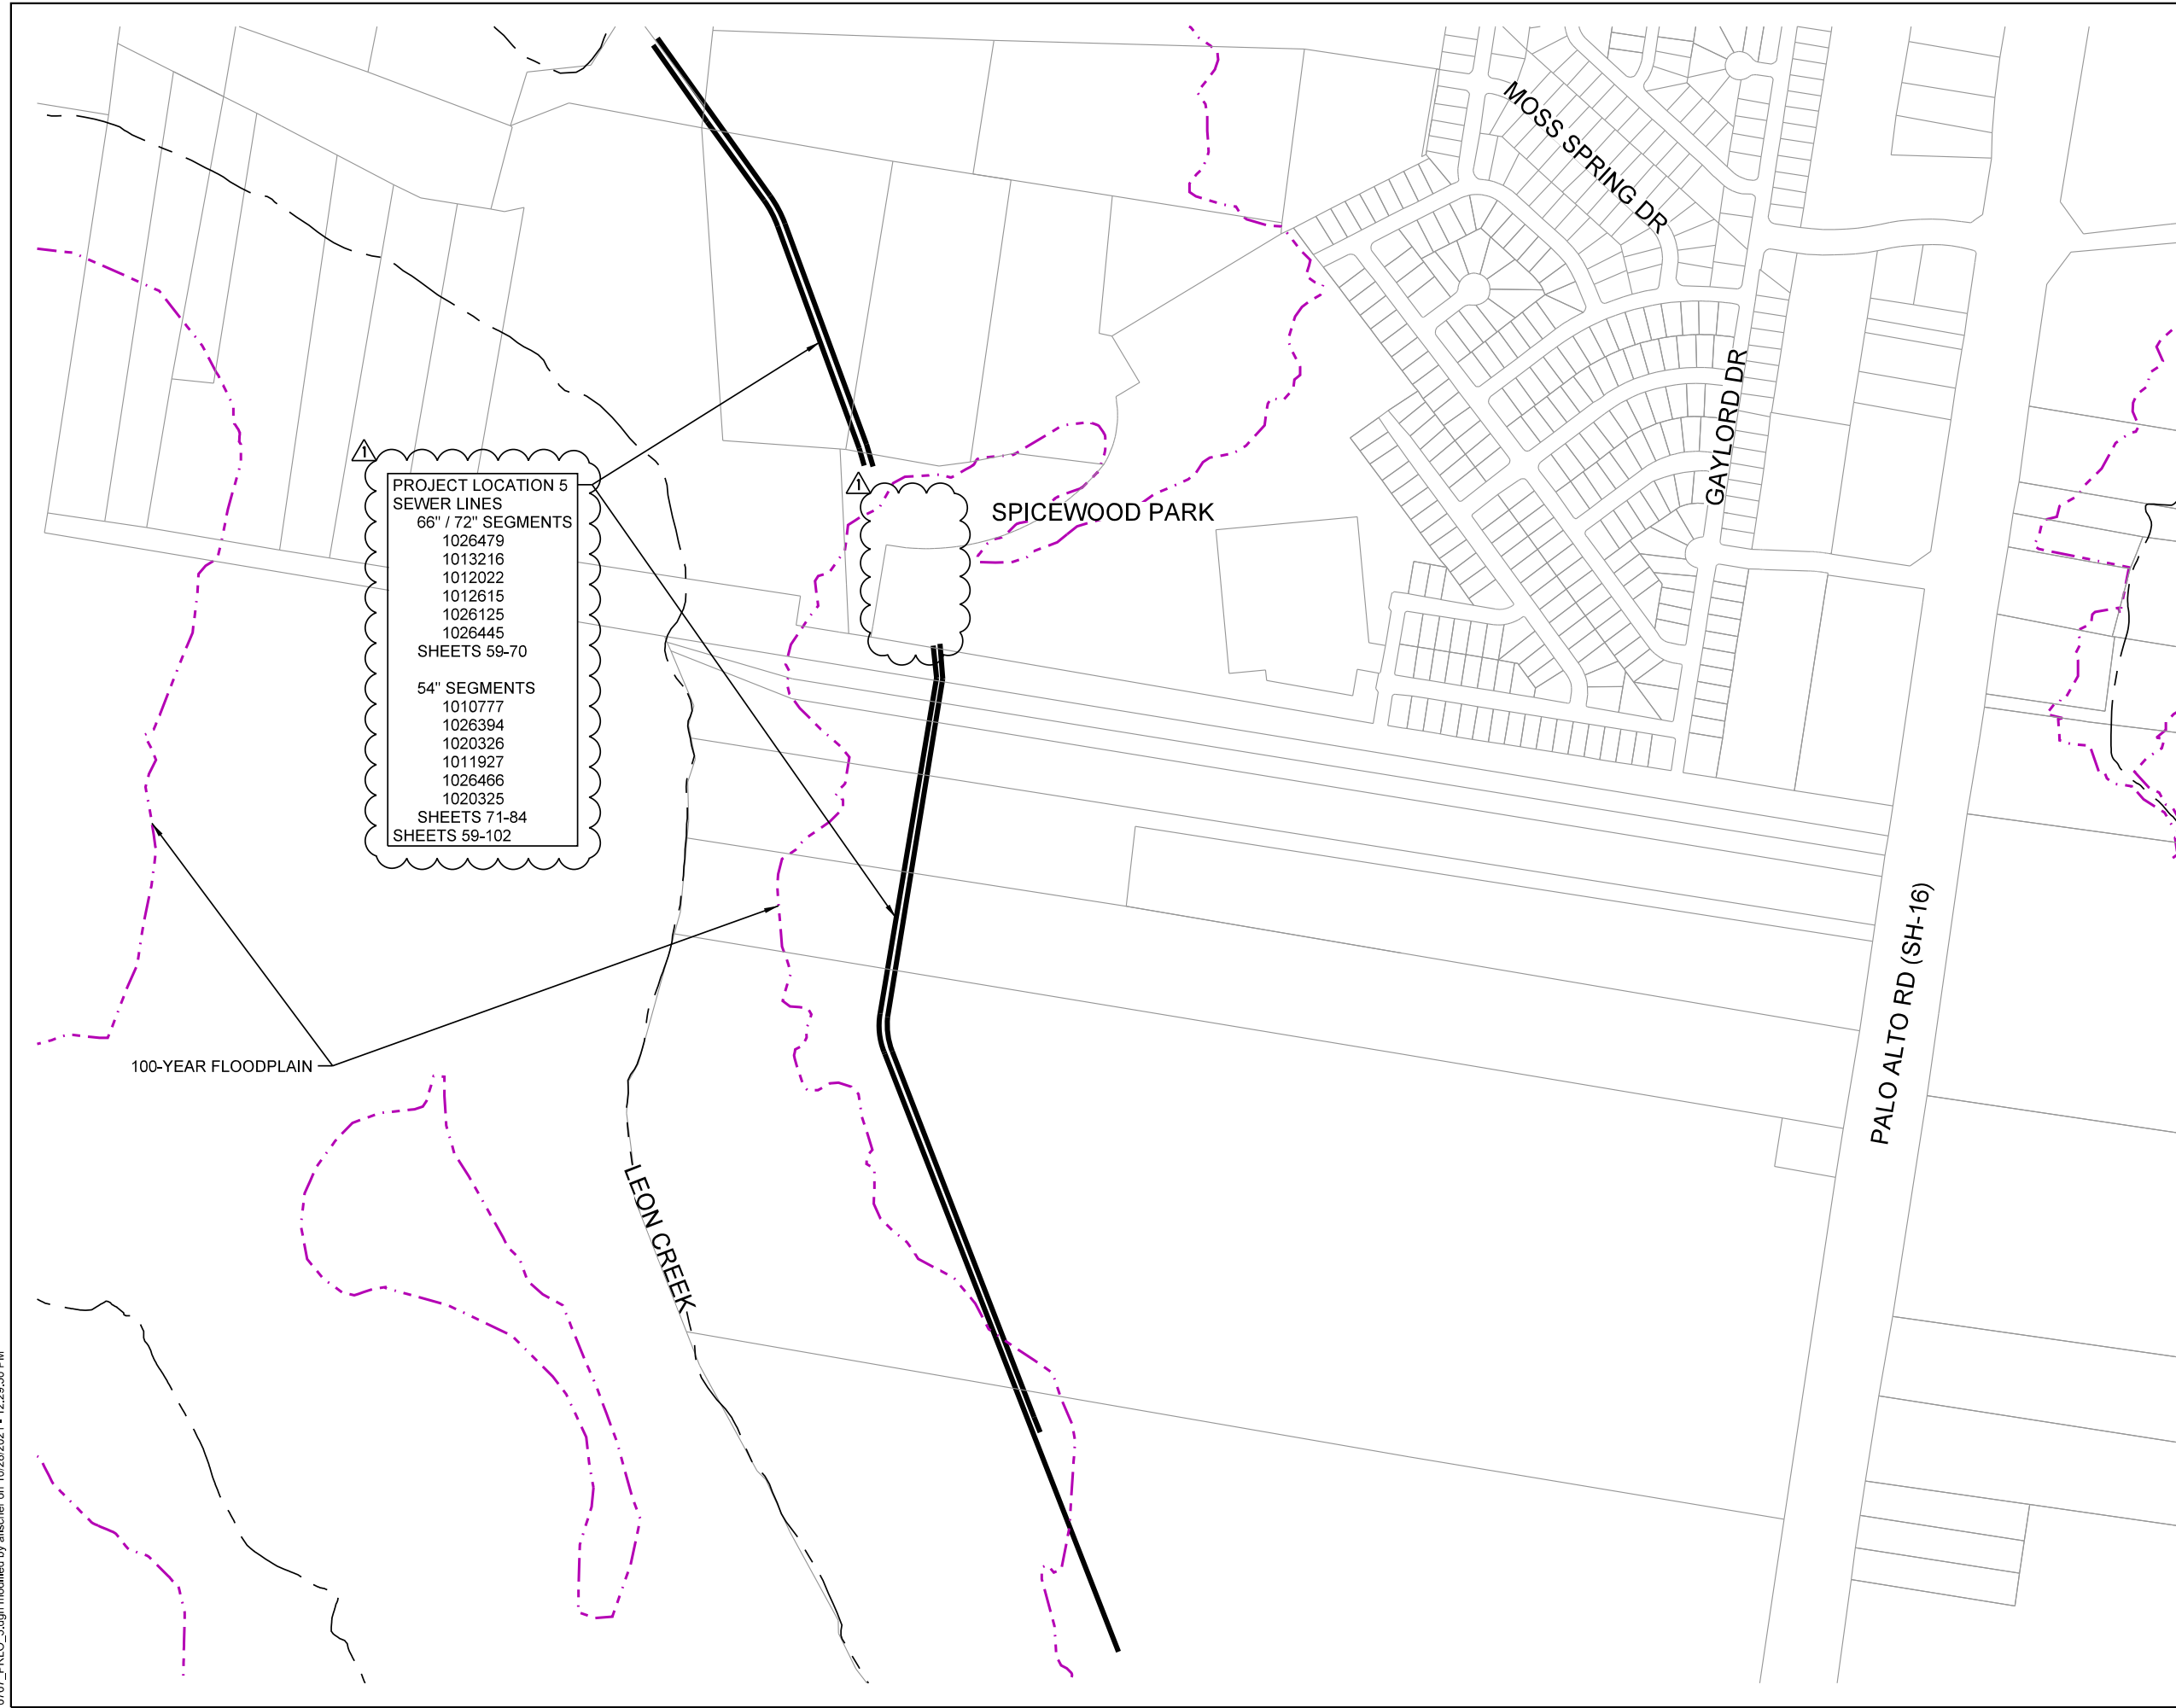 MOSS SPRING DR
GAYLORD DR
1
PROJECT LOCATION 5
SEWER LINES
66" / 72" SEGMENTS
1026479
1013216
1012022
1012615
1026125
1026445
SHEETS 59-70
54" SEGMENTS
1010777
1026394
1020326
1011927
1026466
1020325
SHEETS 71-84
SHEETS 59-102
1
SPICEWOOD PARK
100-YEAR FLOODPLAIN
LEON CREEK
PALO ALTO RD (SH-16)